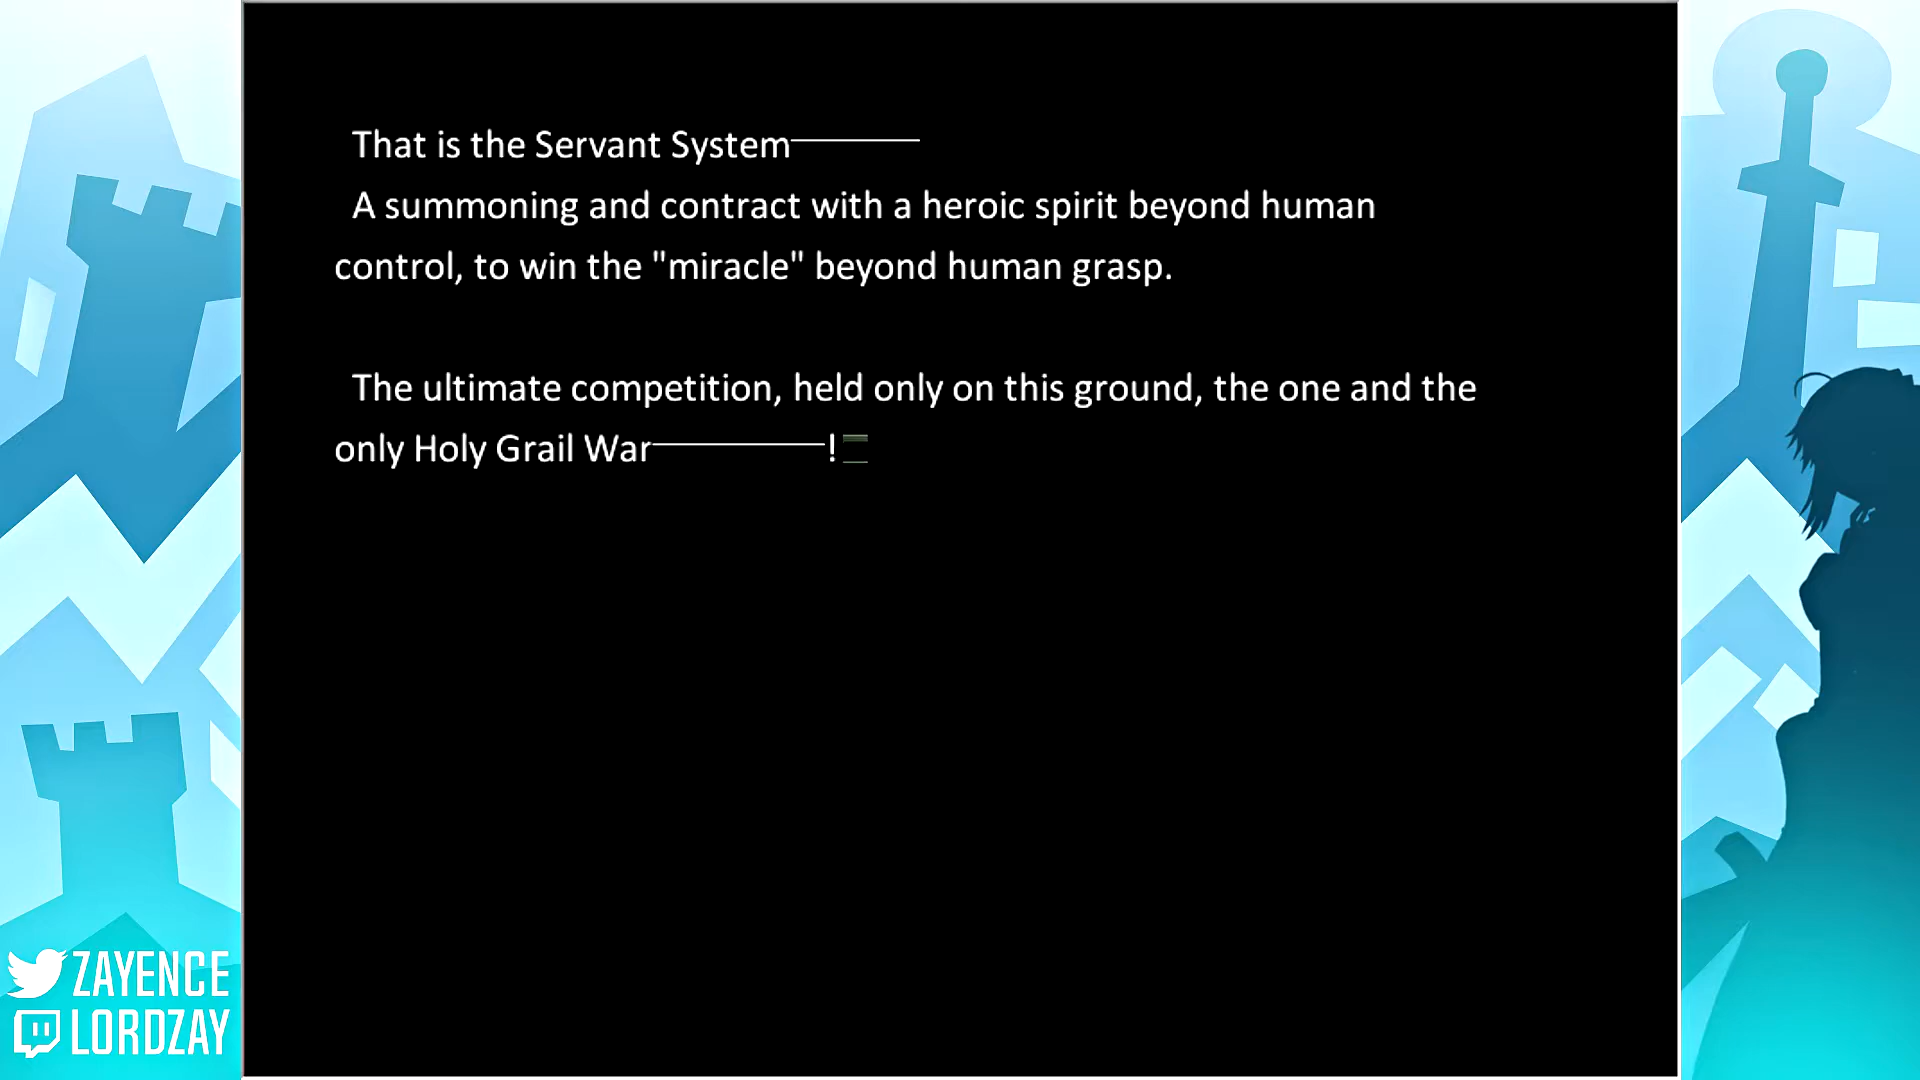 That is the Servant System———
A summoning and contract with a heroic spirit beyond human
control, to win the "miracle" beyond human grasp.
The ultimate competition, held only on this ground, the one and the
only Holy Grail War————!
ZAYENCE
LORDZAY